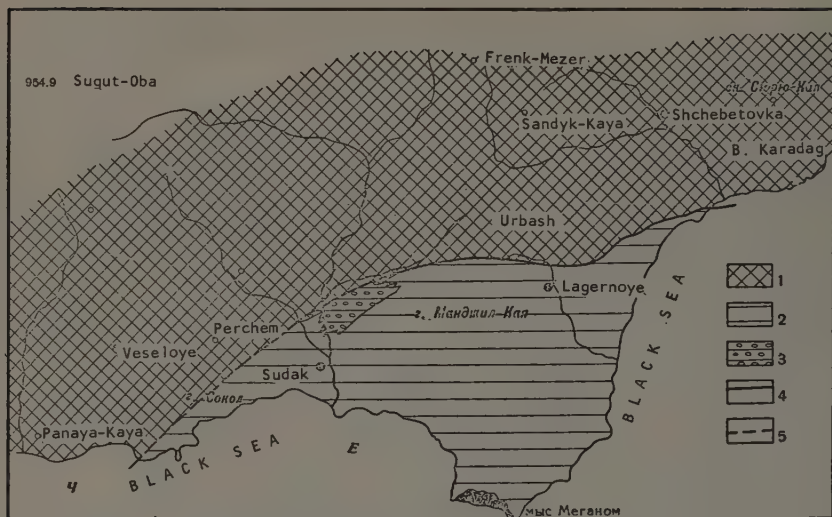 Frenk-Mezer
954.9 Sugut-Oba
Shchebetovka
Sandyk-Kaya
B. Karadag
Urbash
1
Lagernoye
2
г. Манджил-Кая
Perchem
3
Veseloye
BLACK SEA
Sudak
4
г. Сокол
5
Panaya-Kaya
BLACK SEA
Е
Ч
мыс Меганом